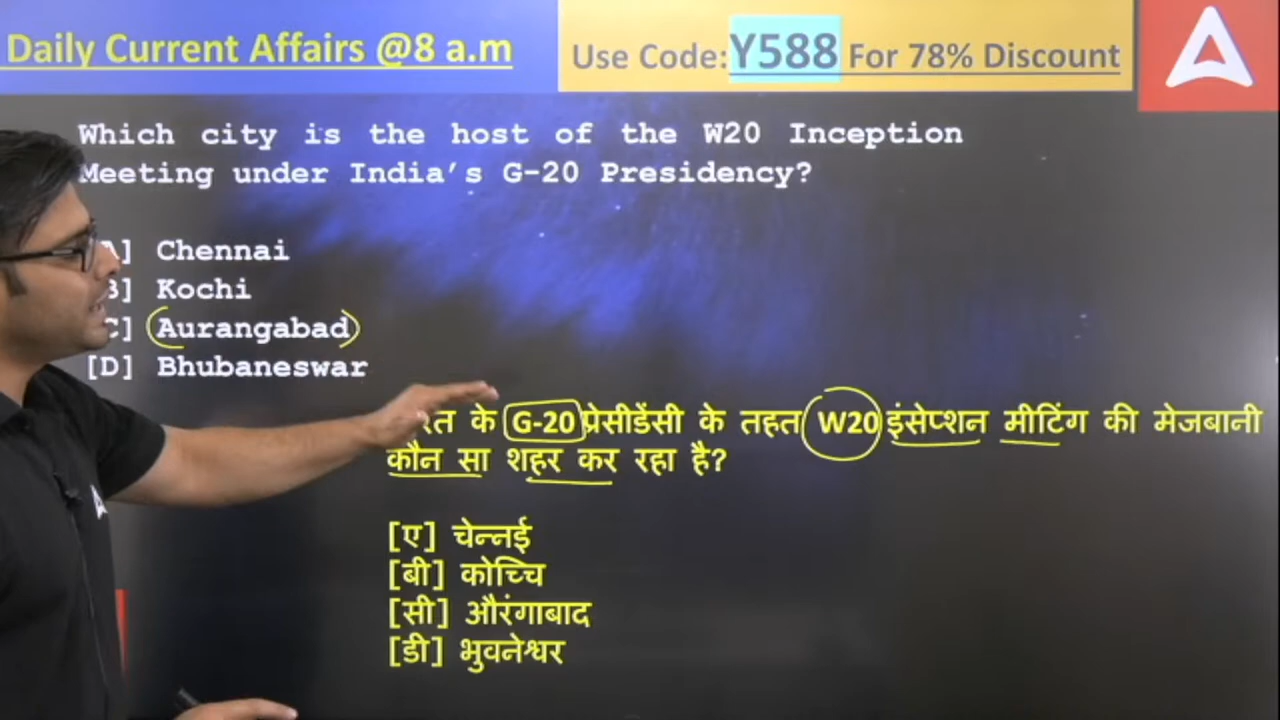 Daily Current Affairs @8 a.m
Use Code:Y588 For 78% Discount
Which city is the host of the W20 Inception
Meeting under India’s G-20 Presidency?
A] Chennai
B] Kochi
C] Aurangabad
[D] Bhubaneswar
के G-20 प्रेसीडेंसी के तहत W20 इंसेप्शन मीटिंग की मेजबानी
कौन सा शहर कर रहा है?
[ए] चेन्नई
[बी] कोच्चि
[सी] औरंगाबाद
[डी] भुवनेश्वर